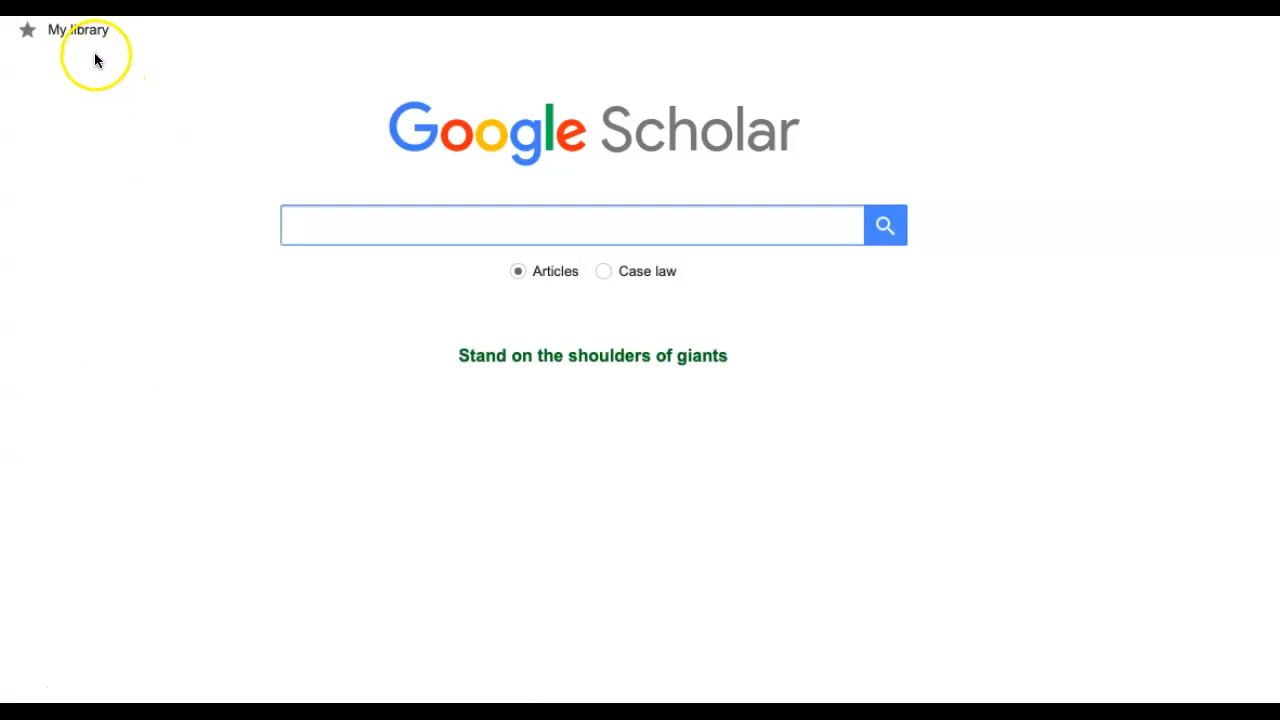 My library
Google Scholar
Articles Case law
Stand on the shoulders of giants